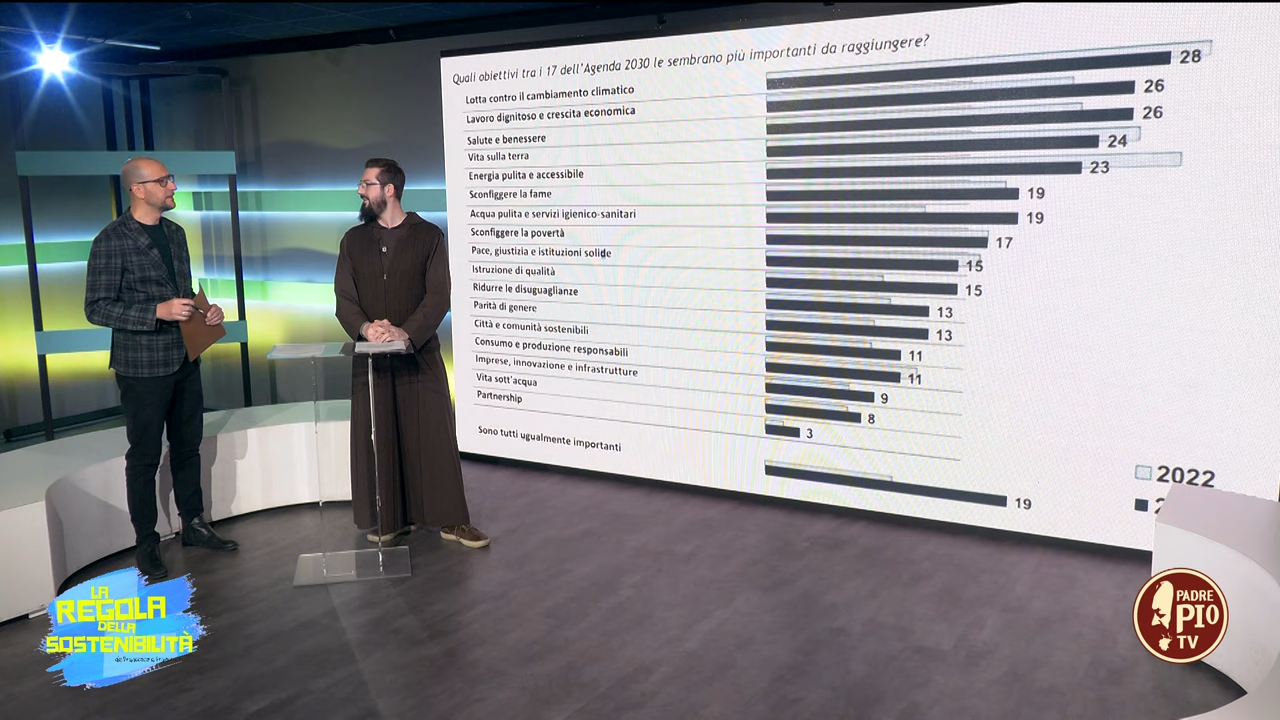 Quali obiettivi tra i 17 dell'Agenda 2030 le sembrano più importanti da raggiungere?
Lotta contro il cambiamento climatico 28
Lavoro dignitoso e crescita economica 26
Salute e benessere 26
Vita sulla terra 24
Energia pulita e accessibile 23
Sconfiggere la fame 19
Acqua pulita e servizi igienico-sanitari 19
Sconfiggere la povertà 17
Pace, giustizia e istituzioni solide 15
Istruzione di qualità 15
Ridurre le disuguaglianze 13
Parità di genere 13
Città e comunità sostenibili 11
Consumo e produzione responsabili 11
Imprese, innovazione e infrastrutture 9
Vita sott'acqua 8
Partnership 3
Sono tutti ugualmente importanti 19
2022
LA
REGOLA
DELLA
SOSTENIBILITÀ
PADRE
PIO
TV